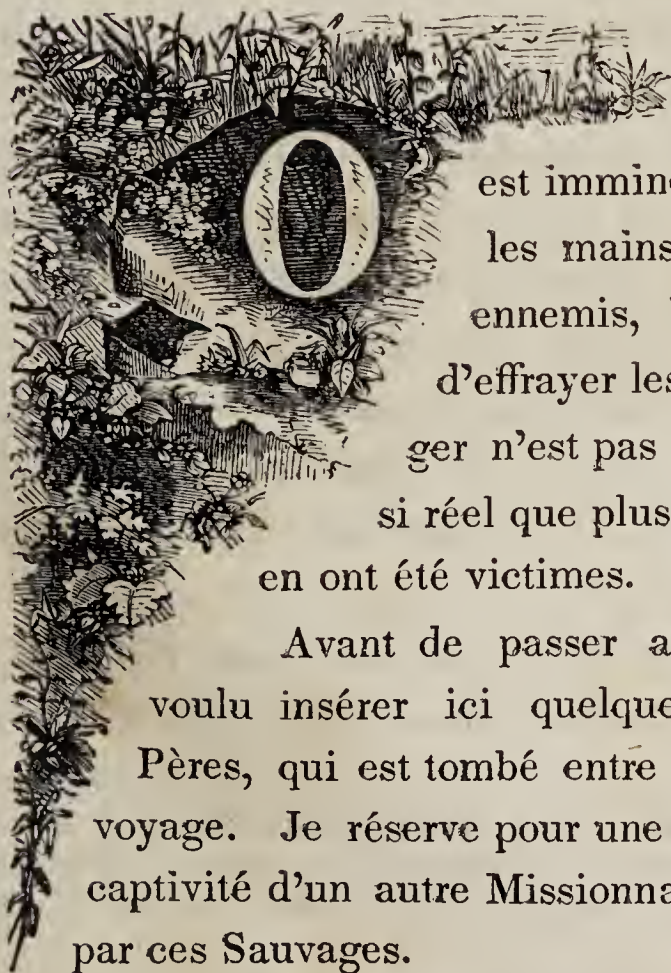 O
est immin
les mains
ennemis,
d'effrayer les
ger n'est pas
si réel que plus
en ont été victimes.
Avant de passer a
voulu insérer ici quelque
Pères, qui est tombé entre
voyage. Je réserve pour une
captivité d'un autre Missionna
par ces Sauvages.